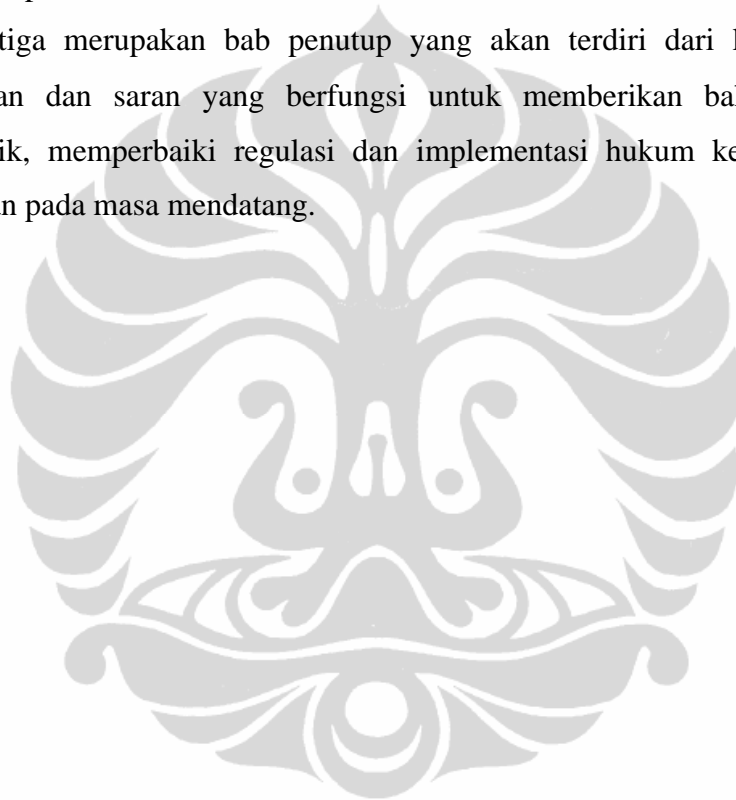 tiga merupakan bab penutup yang akan terdiri dari
an dan saran yang berfungsi untuk memberikan
ik, memperbaiki regulasi dan implementasi hukum ke
n pada masa mendatang.